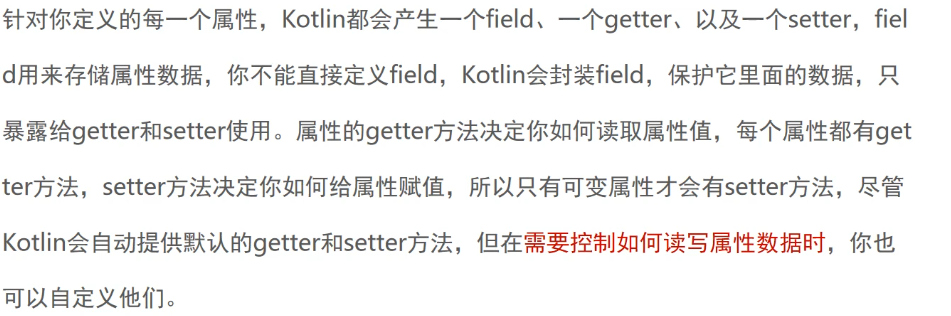 针对你定义的每一个属性，Kotlin都会产生一个field、一个getter、以及一个setter，fiel
d用来存储属性数据，你不能直接定义field，Kotlin会封装field，保护它里面的数据，只
暴露给getter和setter使用。属性的getter方法决定你如何读取属性值，每个属性都有get
ter方法，setter方法决定你如何给属性赋值，所以只有可变属性才会有setter方法，尽管
Kotlin会自动提供默认的getter和setter方法，但在需要控制如何读写属性数据时，你也
可以自定义他们。